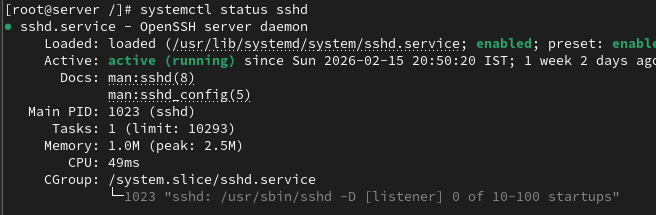 [root@server /]# systemctl status sshd
● sshd.service - OpenSSH server daemon
Loaded: loaded (/usr/lib/systemd/system/sshd.service; enabled; preset: enable
Active: active (running) since Sun 2026-02-15 20:50:20 IST; 1 week 2 days ago
Docs: man:sshd(8)
man:sshd_config(5)
Main PID: 1023 (sshd)
Tasks: 1 (limit: 10293)
Memory: 1.0M (peak: 2.5M)
CPU: 49ms
CGroup: /system.slice/sshd.service
└─1023 "sshd: /usr/sbin/sshd -D [listener] 0 of 10-100 startups"